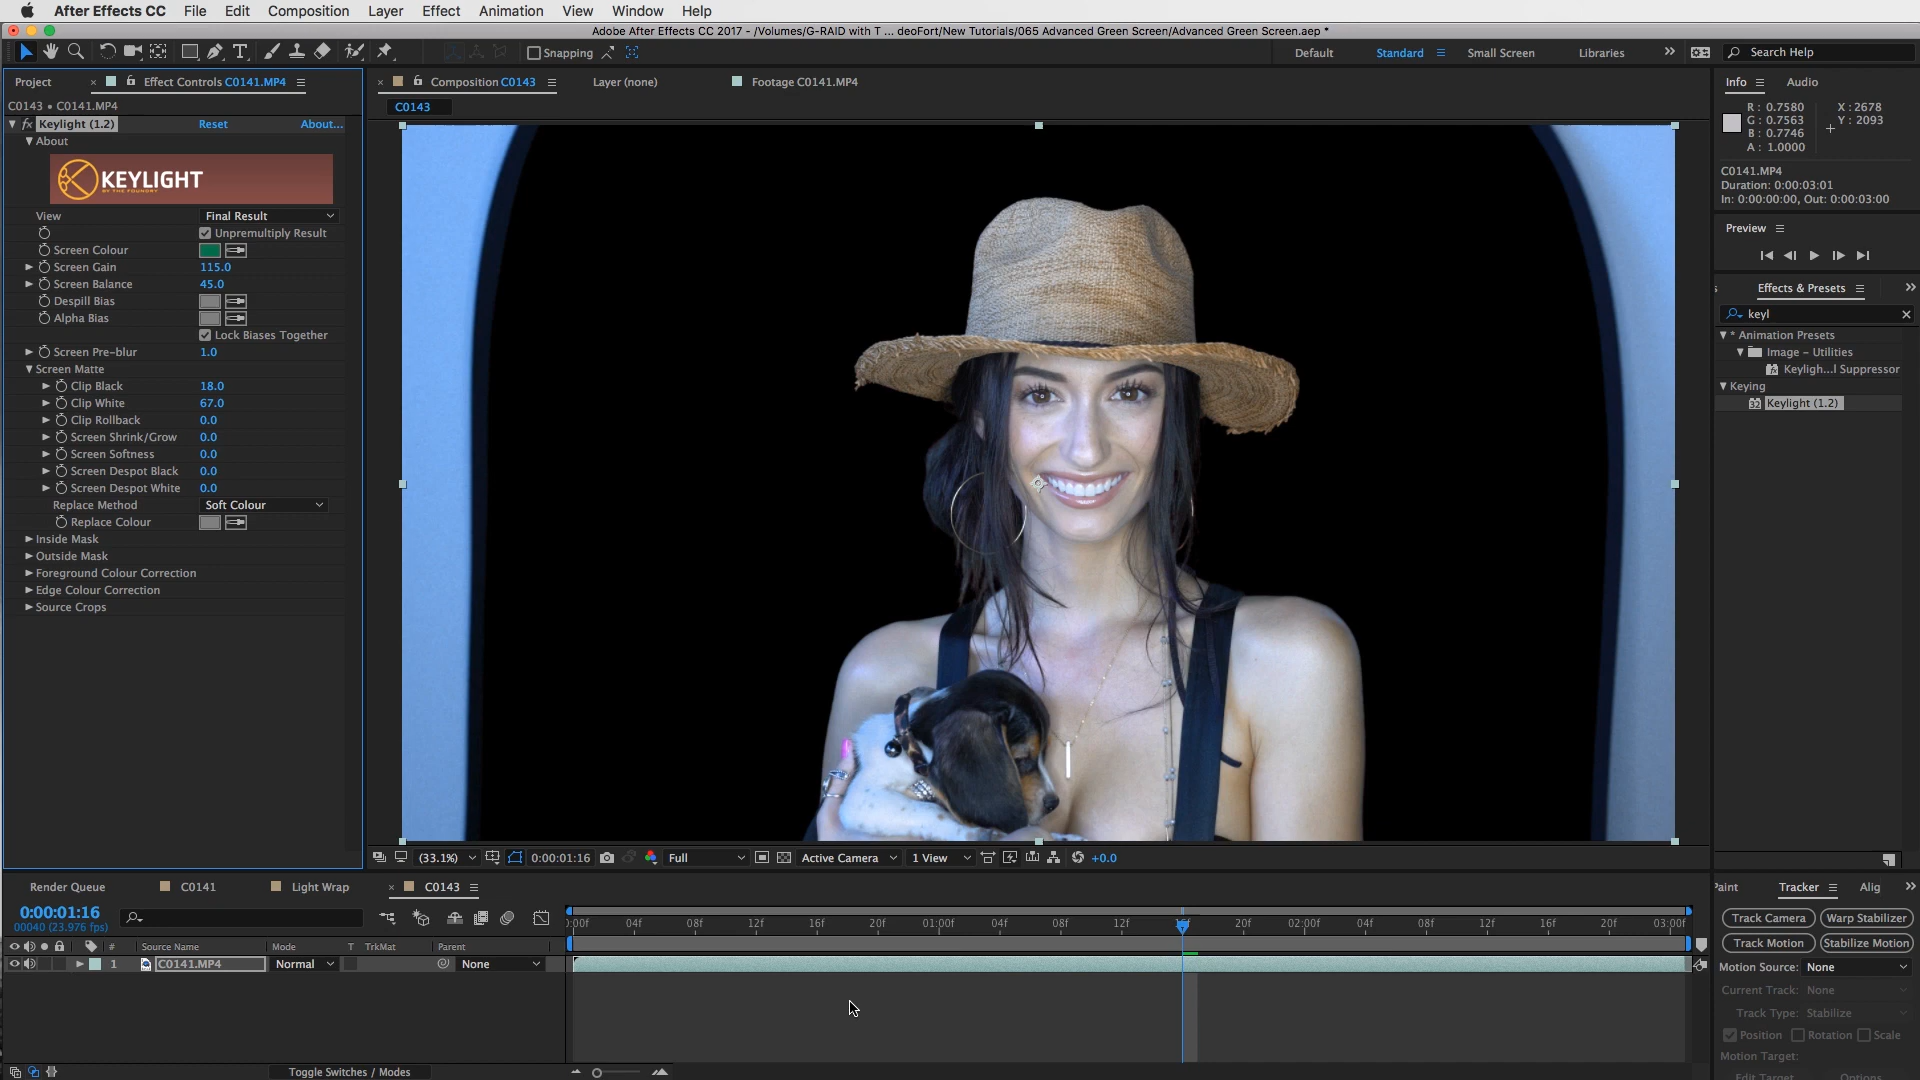 After Effects CC File Edit Composition Layer Effect Animation View Window Help
Adobe After Effects CC 2017 - /Volumes/G-RAID with T ... deoFort/New Tutorials/065 Advanced Green Screen/Advanced Green Screen.aep *
Snapping Default Standard Small Screen Libraries Search Help
Project Effect Controls C0141.MP4
C0143 • C0141.MP4
fx Keylight (1.2) Reset About...
About
KEYLIGHT
BY THE FOUNDRY
View Final Result
Unpremultiply Result
Screen Colour
Screen Gain 115.0
Screen Balance 45.0
Despill Bias
Alpha Bias
Lock Biases Together
Screen Pre-blur 1.0
Screen Matte
Clip Black 18.0
Clip White 67.0
Clip Rollback 0.0
Screen Shrink/Grow 0.0
Screen Softness 0.0
Screen Despot Black 0.0
Screen Despot White 0.0
Replace Method Soft Colour
Replace Colour
Inside Mask
Outside Mask
Foreground Colour Correction
Edge Colour Correction
Source Crops
Composition C0143 Layer (none) Footage C0141.MP4
C0143
(33.1%) 0:00:01:16 Full Active Camera 1 View +0.0
Info Audio
R : 0.7580 X : 2678
G : 0.7563 Y : 2093
B : 0.7746
A : 1.0000
C0141.MP4
Duration: 0:00:03:01
In: 0:00:00:00, Out: 0:00:03:00
Preview
Effects & Presets
keyl
* Animation Presets
Image – Utilities
Keyligh...l Suppressor
Keying
32 Keylight (1.2)
Render Queue C0141 Light Wrap C0143
0:00:01:16
00040 (23.976 fps)
:00f 04f 08f 12f 16f 20f 01:00f 04f 08f 12f 16f 20f 02:00f 04f 08f 12f 16f 20f 03:00f
# Source Name Mode T TrkMat Parent
1 C0141.MP4 Normal None
Toggle Switches / Modes
Paint Tracker Alig
Track Camera Warp Stabilizer
Track Motion Stabilize Motion
Motion Source: None
Current Track: None
Track Type: Stabilize
Position Rotation Scale
Motion Target:
Edit Target... Options...